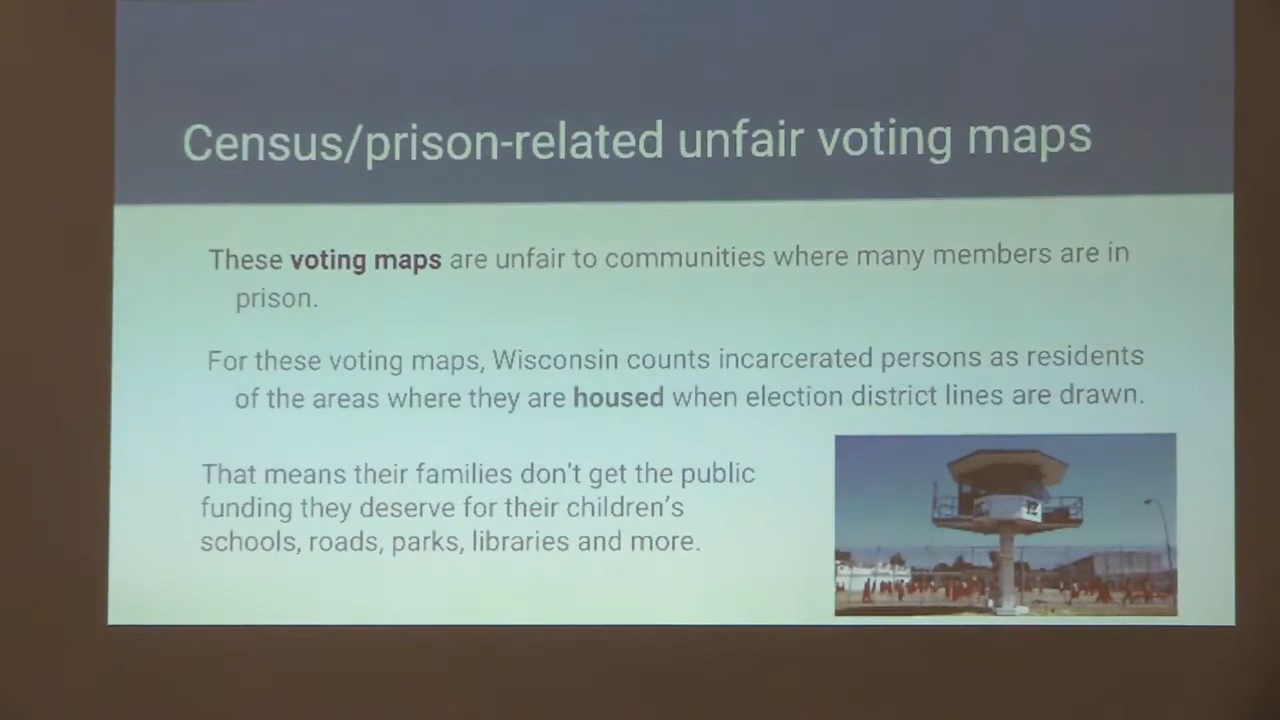 Census/prison-related unfair voting maps
These voting maps are unfair to communities where many members are in
prison.
For these voting maps, Wisconsin counts incarcerated persons as residents
of the areas where they are housed when election district lines are drawn.
That means their families don't get the public
funding they deserve for their children's
schools, roads, parks, libraries and more.